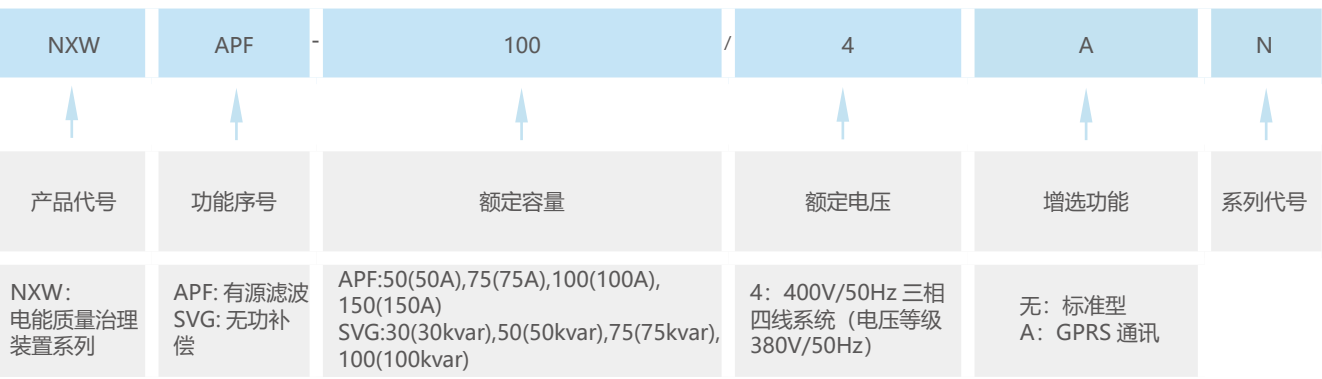 NXW APF - 100 / 4 A N
产品代号 功能序号 额定容量 额定电压 增选功能 系列代号
NXW：
电能质量治理
装置系列
APF: 有源滤波
SVG: 无功补
偿
APF:50(50A),75(75A),100(100A),
150(150A)
SVG:30(30kvar),50(50kvar),75(75kvar),
100(100kvar)
4：400V/50Hz 三相
四线系统（电压等级
380V/50Hz）
无：标准型
A：GPRS 通讯